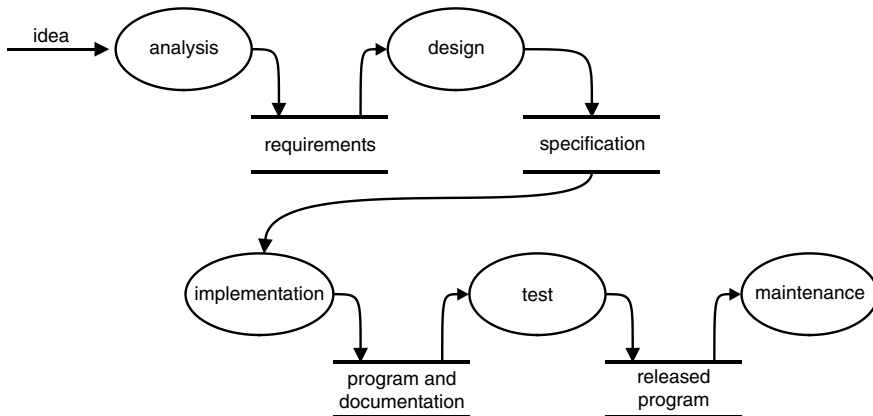 idea
analysis
design
requirements
specification
implementation
test
maintenance
program and
documentation
released
program